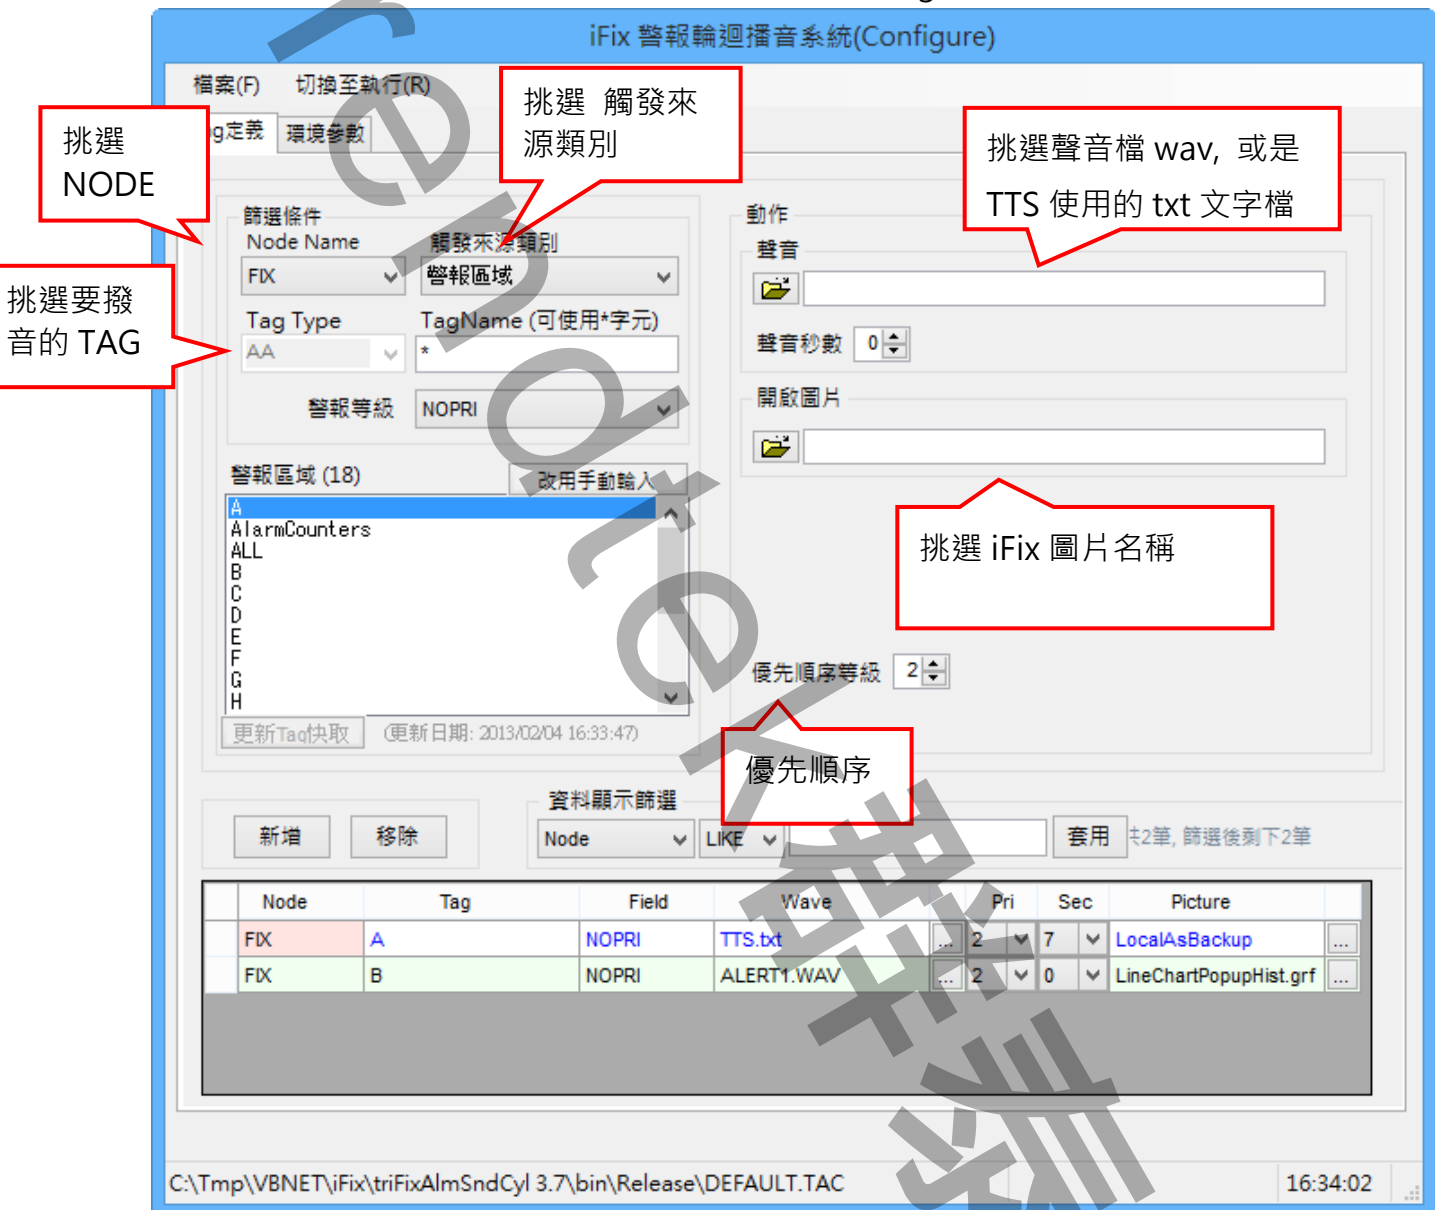 iFix 警報輪迴播音系統(Configure)
檔案(F) 切換至執行(R)
挑選 觸發來
源類別
挑選
NODE
挑選聲音檔 wav, 或是
TTS 使用的 txt 文字檔
環境參數
篩選條件
Node Name 觸發來源類別
FIX 警報區域
挑選要撥
音的 TAG
Tag Type TagName (可使用*字元)
AA *
警報等級 NOPRI
動作
聲音
聲音秒數 0
開啟圖片
挑選 iFix 圖片名稱
優先順序等級 2
優先順序
警報區域 (18) 改用手動輸入
A
AlarmCounters
ALL
B
C
D
E
F
G
H
更新Tag快取 (更新日期: 2013/02/04 16:33:47)
新增 移除
資料顯示篩選
Node LIKE 套用 共2筆, 篩選後剩下2筆
Node Tag Field Wave Pri Sec Picture
FIX A NOPRI TTS.txt ... 2 7 LocalAsBackup ...
FIX B NOPRI ALERT1.WAV ... 2 0 LineChartPopupHist.grf ...
C:\Tmp\VBNET\iFix\triFixAlmSndCyl 3.7\bin\Release\DEFAULT.TAC 16:34:02